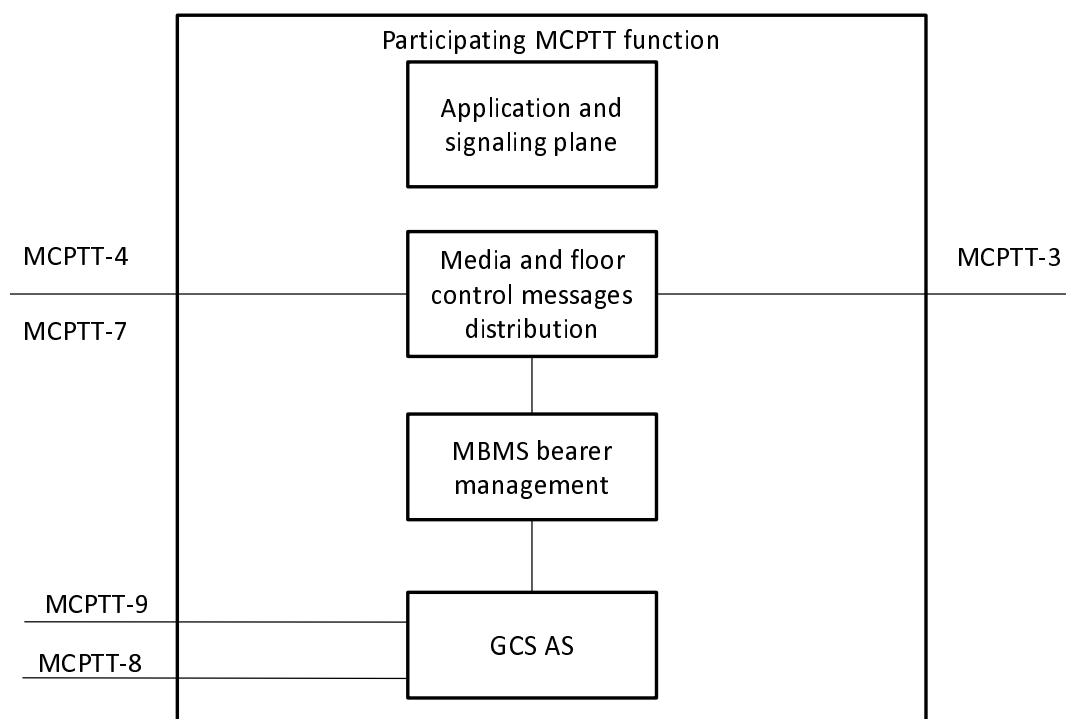 Participating MCPTT function
Application and
signaling plane
MCPTT-4
MCPTT-3
Media and floor
control messages
distribution
MCPTT-7
MBMS bearer
management
MCPTT-9
GCS AS
MCPTT-8